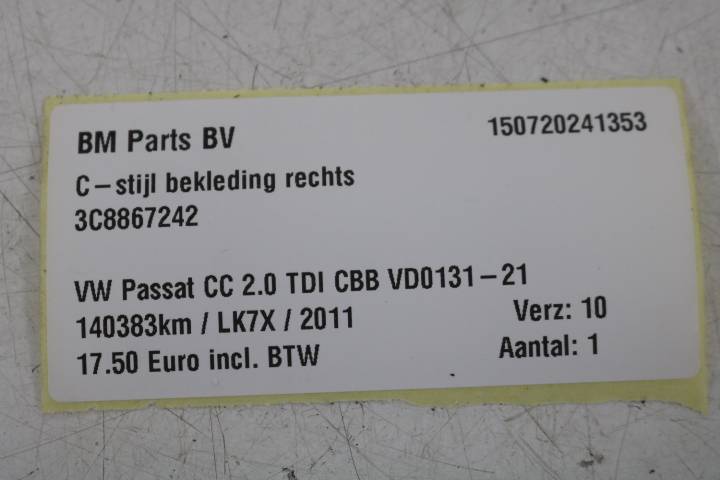 BM Parts BV 150720241353
C-stijl bekleding rechts
3C8867242
VW Passat CC 2.0 TDI CBB VD0131-21
140383km / LK7X / 2011 Verz: 10
17.50 Euro incl. BTW Aantal: 1